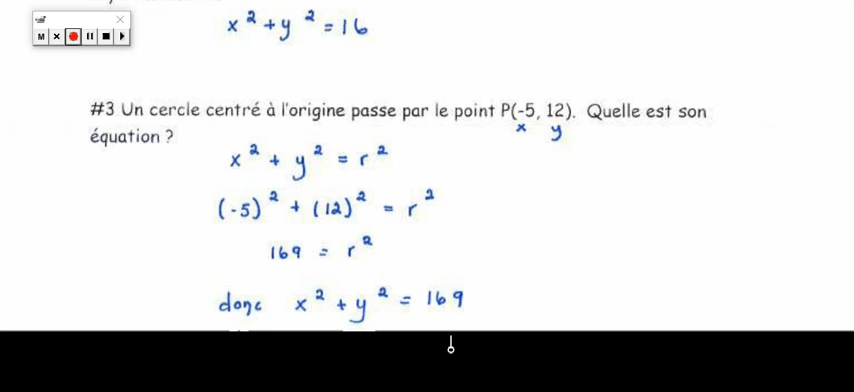 x² + y² = 16
M
#3 Un cercle centré à l'origine passe par le point P(-5, 12). Quelle est son
x y
équation ?
x² + y² = r²
(-5)² + (12)² = r²
169 = r²
donc x² + y² = 169